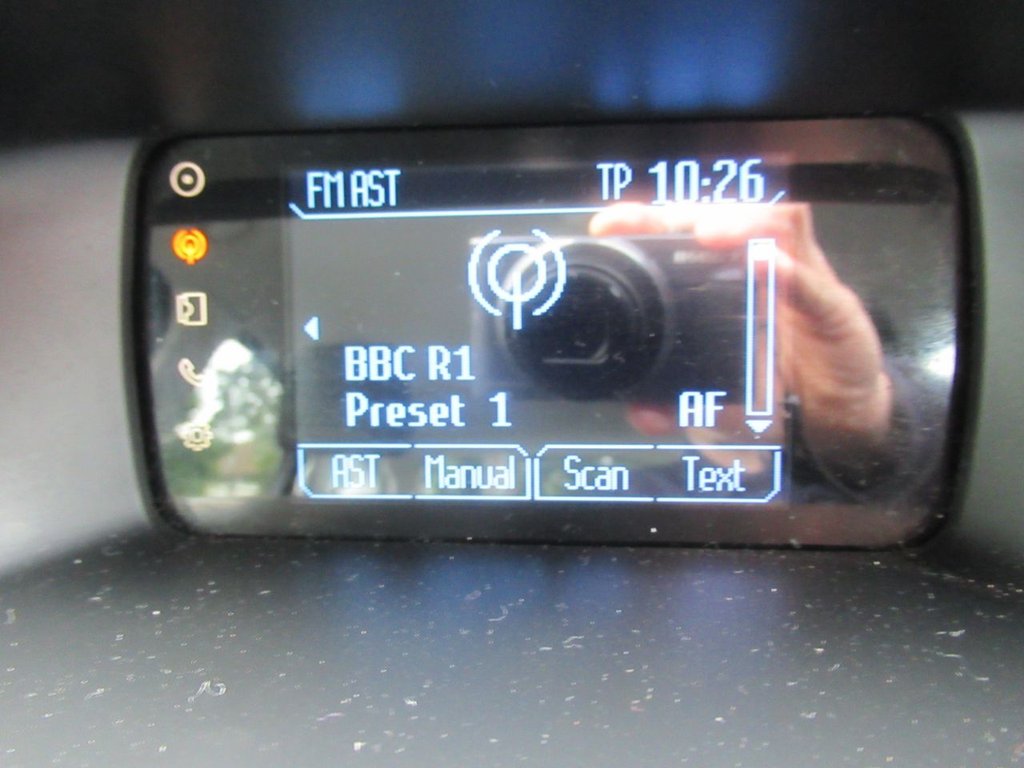 FM AST TP 10:26
BBC R1
Preset 1 AF
AST Manual Scan Text